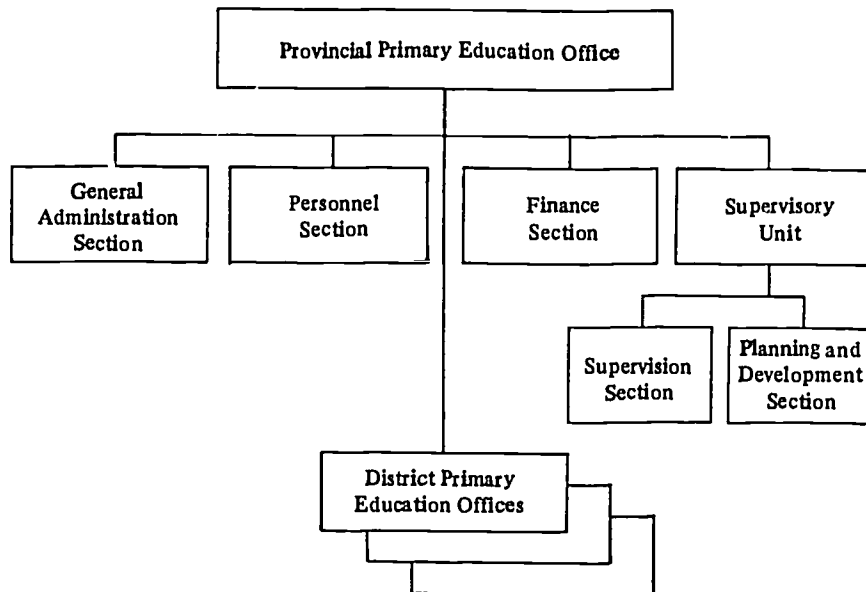 Provincial Primary Education Office
General
Administration
Section
Personnel
Section
Finance
Section
Supervisory
Unit
Supervision
Section
Planning and
Development
Section
District Primary
Education Offices